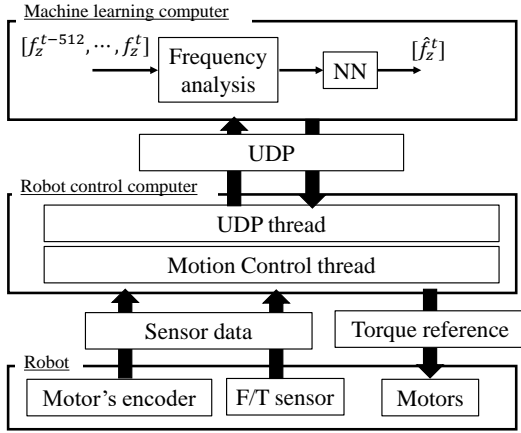 Machine learning computer
[f_z^{t−512}, ⋯, f_z^t]
Frequency
analysis
NN
[f̂_z^t]
UDP
Robot control computer
UDP thread
Motion Control thread
Sensor data
Torque reference
Robot
Motor's encoder
F/T sensor
Motors